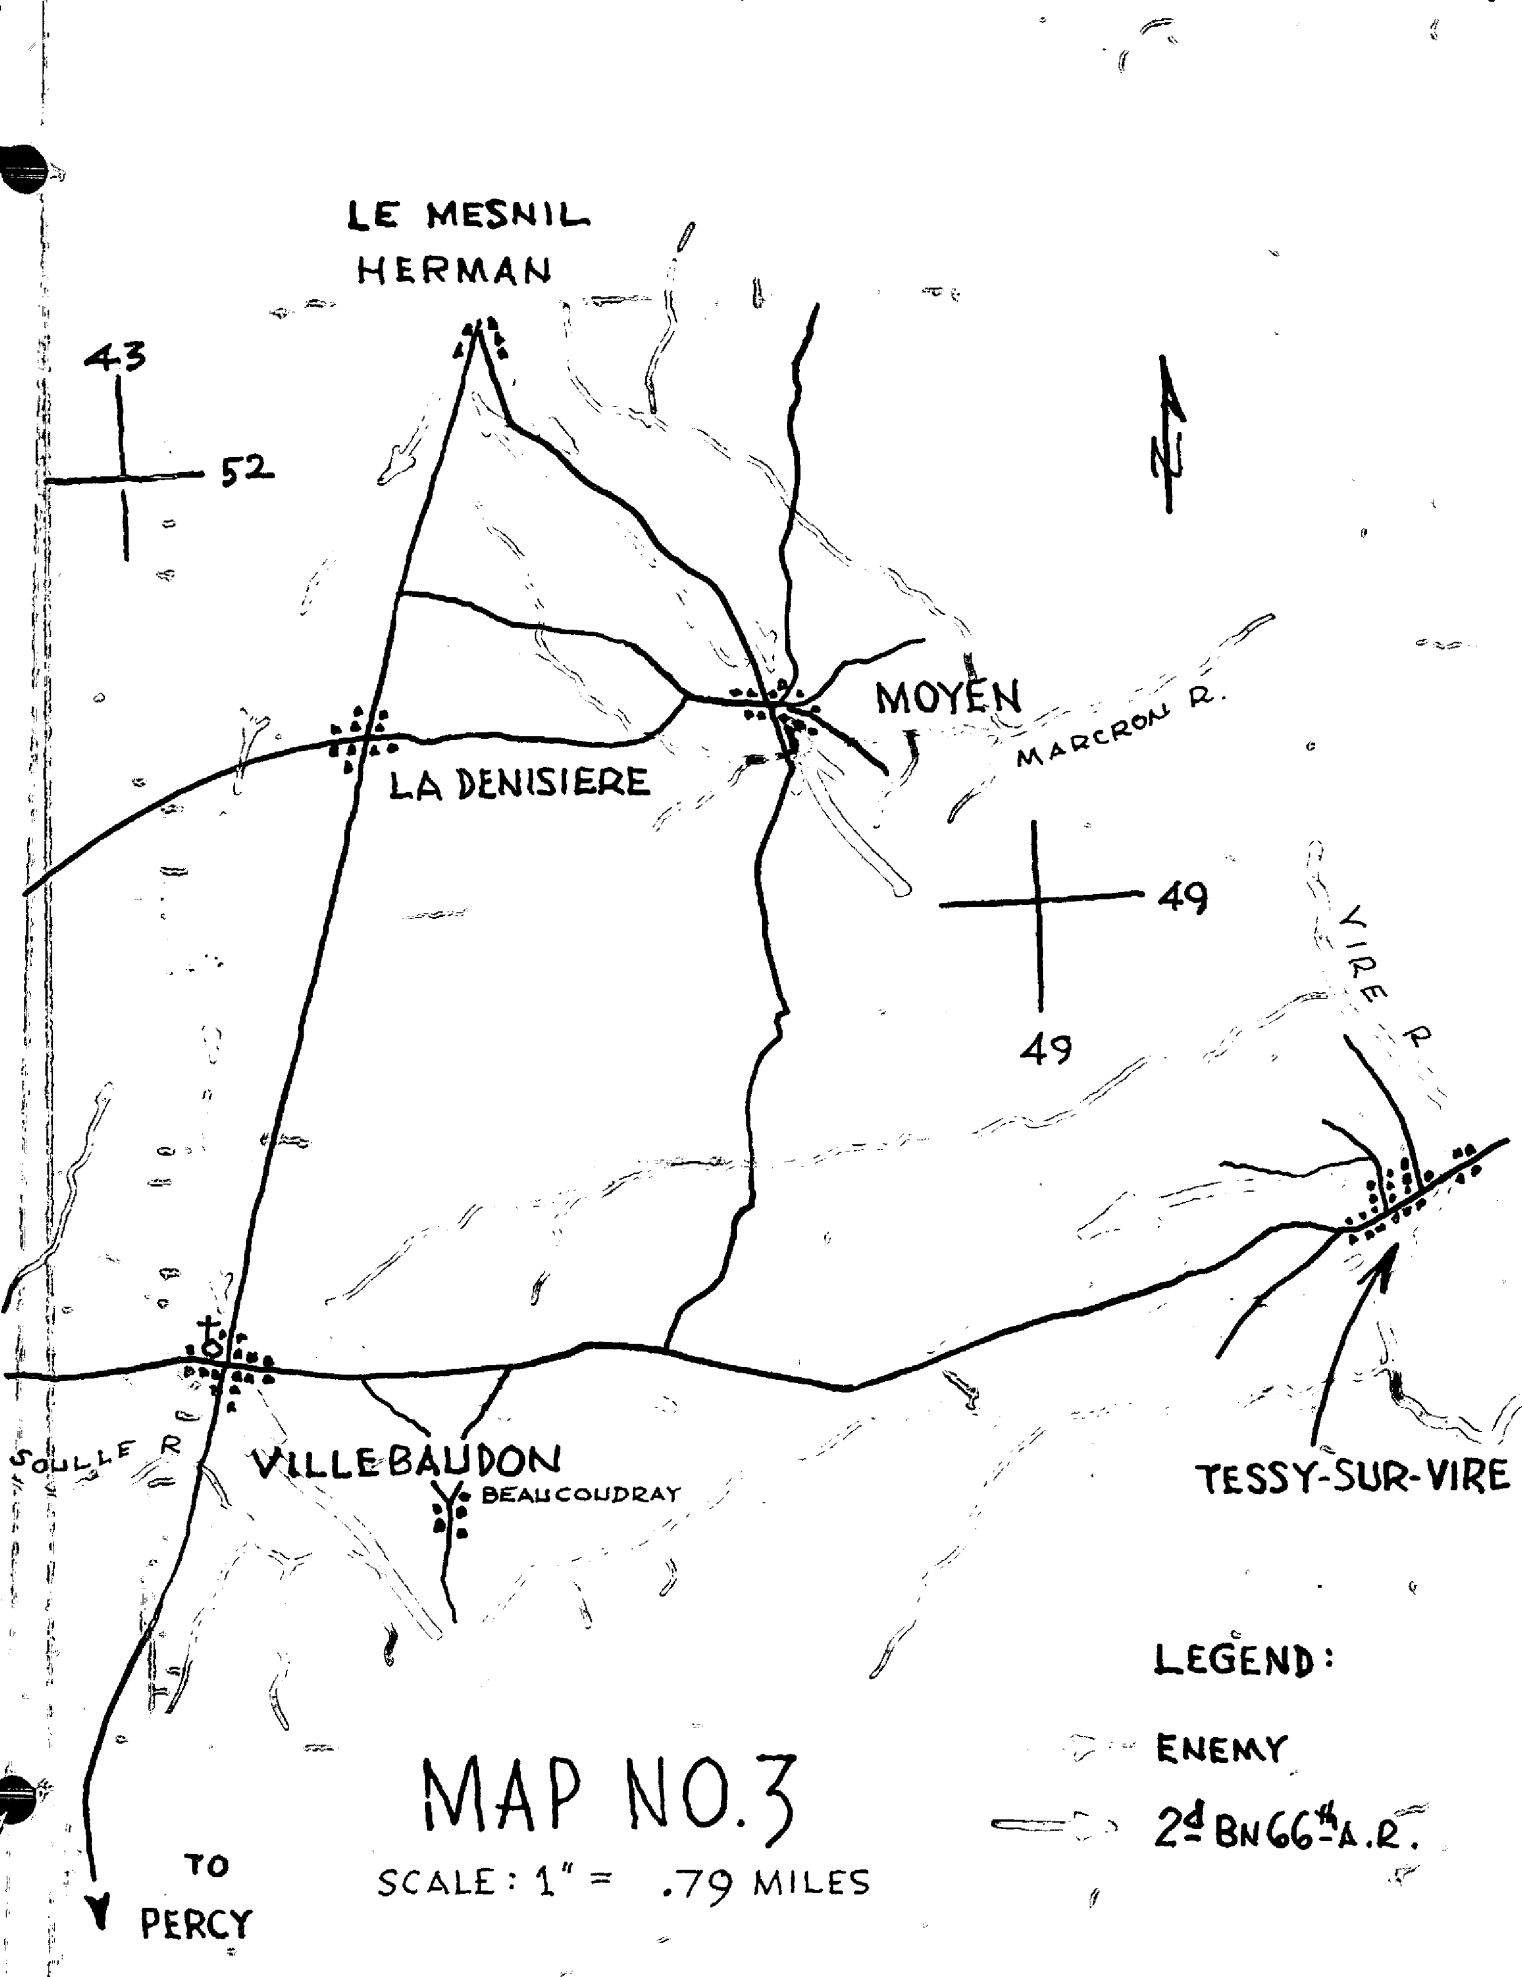 LE MESNIL
HERMAN
43
52
N
MOYEN
MARCRON R.
LA DENISIERE
49
49
VIRE R
SOULLE R
VILLEBAUDON
BEAUCOUDRAY
TESSY-SUR-VIRE
LEGEND:
ENEMY
2d BN 66th A.R.
MAP NO.3
SCALE: 1" = .79 MILES
TO
PERCY